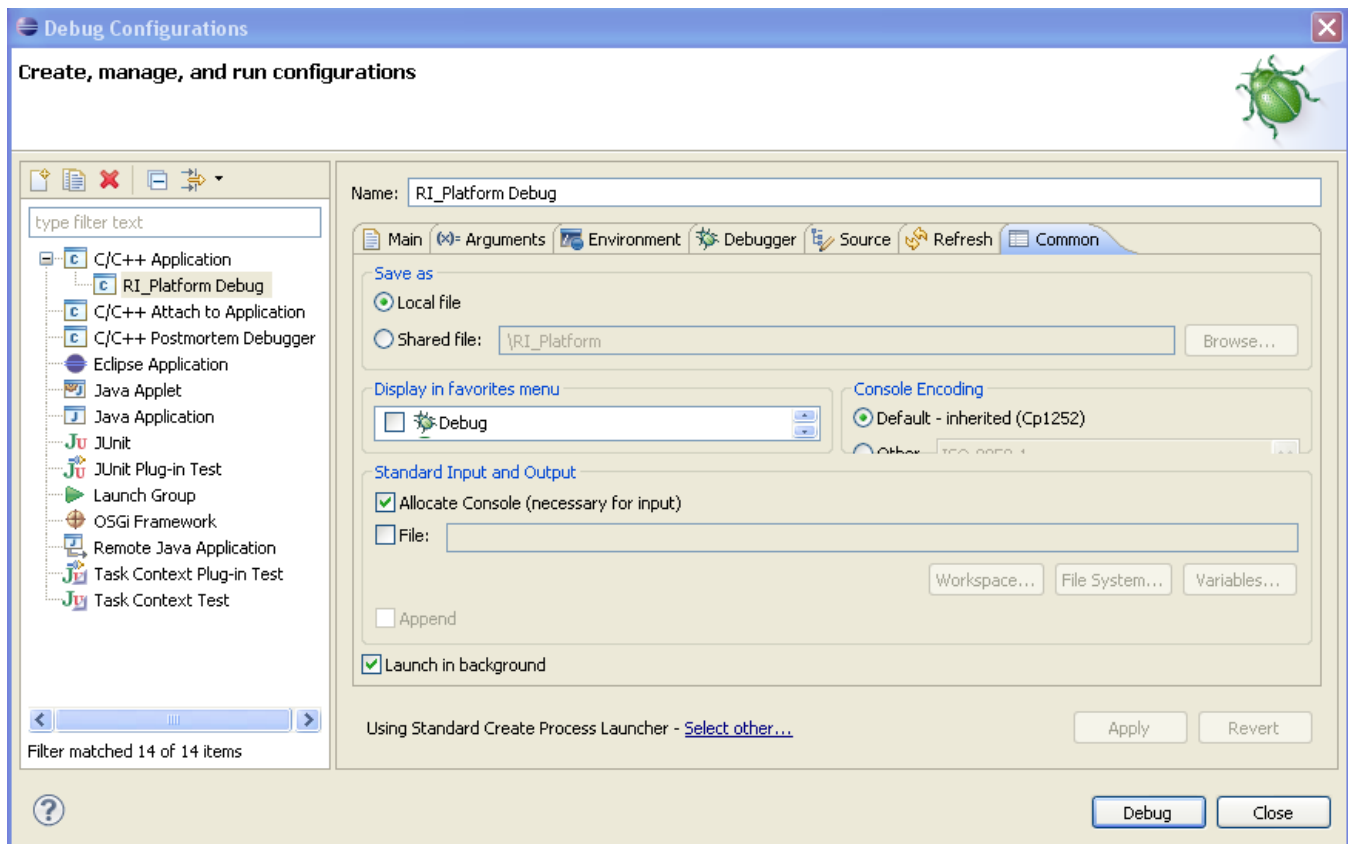 Debug Configurations
Create, manage, and run configurations
type filter text
C/C++ Application
RI_Platform Debug
C/C++ Attach to Application
C/C++ Postmortem Debugger
Eclipse Application
Java Applet
Java Application
JUnit
JUnit Plug-in Test
Launch Group
OSGi Framework
Remote Java Application
Task Context Plug-in Test
Task Context Test
Filter matched 14 of 14 items
Name: RI_Platform Debug
Main (x)= Arguments Environment Debugger Source Refresh Common
Save as
Local file
Shared file: \RI_Platform Browse...
Display in favorites menu
Debug
Console Encoding
Default - inherited (Cp1252)
Other ISO-8859-1
Standard Input and Output
Allocate Console (necessary for input)
File:
Workspace... File System... Variables...
Append
Launch in background
Using Standard Create Process Launcher - Select other...
Apply Revert
Debug Close